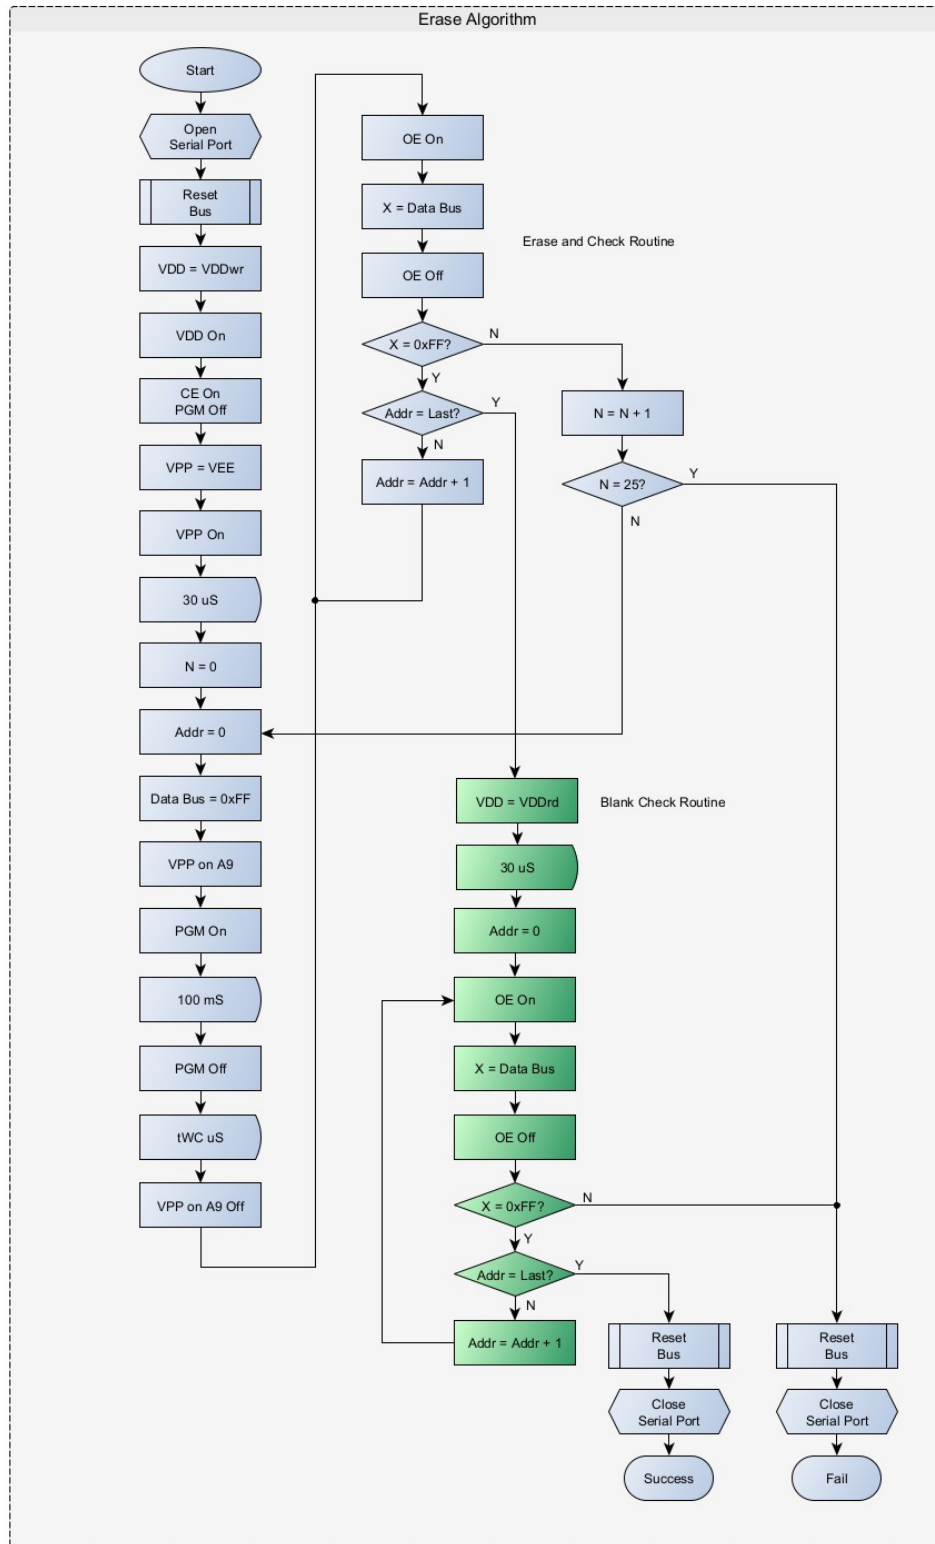 Erase Algorithm
Start
Open
Serial Port
Reset
Bus
VDD = VDDwr
VDD On
CE On
PGM Off
VPP = VEE
VPP On
30 uS
N = 0
Addr = 0
Data Bus = 0xFF
VPP on A9
PGM On
100 mS
PGM Off
tWC uS
VPP on A9 Off
OE On
X = Data Bus
Erase and Check Routine
OE Off
X = 0xFF?
N
Y
Addr = Last?
Y
N
Addr = Addr + 1
N = N + 1
N = 25?
Y
N
VDD = VDDrd
Blank Check Routine
30 uS
Addr = 0
OE On
X = Data Bus
OE Off
X = 0xFF?
N
Y
Addr = Last?
Y
N
Addr = Addr + 1
Reset
Bus
Close
Serial Port
Success
Reset
Bus
Close
Serial Port
Fail